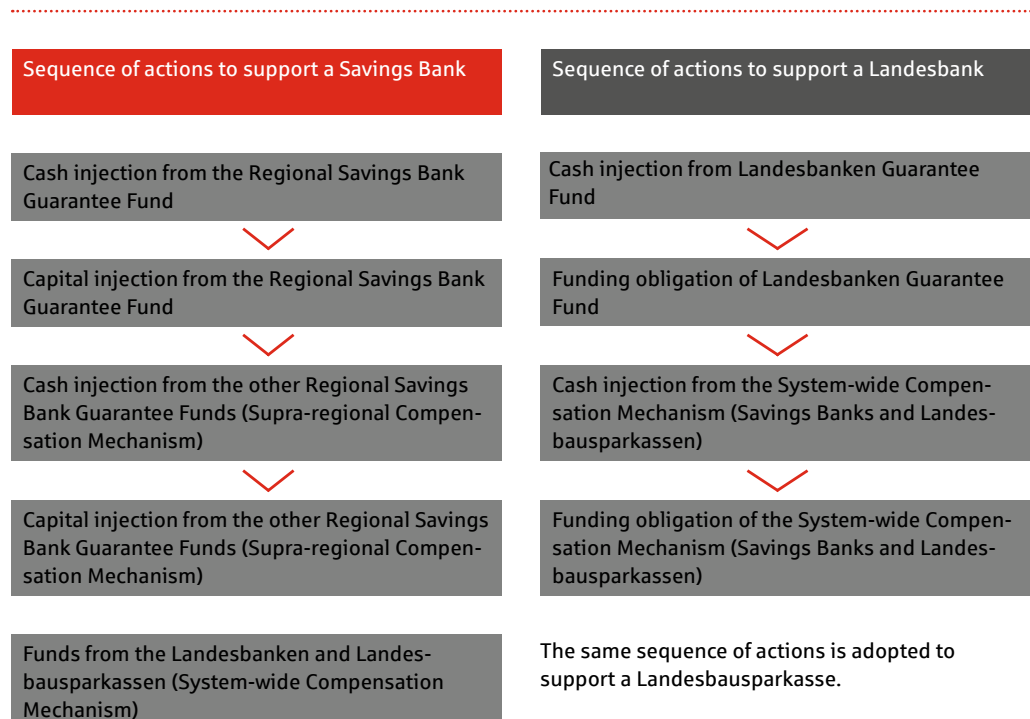 Sequence of actions to support a Savings Bank
Cash injection from the Regional Savings Bank
Guarantee Fund
Capital injection from the Regional Savings Bank
Guarantee Fund
Cash injection from the other Regional Savings
Bank Guarantee Funds (Supra-regional Compen-
sation Mechanism)
Capital injection from the other Regional Savings
Bank Guarantee Funds (Supra-regional Compen-
sation Mechanism)
Funds from the Landesbanken and Landes-
bausparkassen (System-wide Compensation
Mechanism)
Sequence of actions to support a Landesbank
Cash injection from Landesbanken Guarantee
Fund
Funding obligation of Landesbanken Guarantee
Fund
Cash injection from the System-wide Compen-
sation Mechanism (Savings Banks and Landes-
bausparkassen)
Funding obligation of the System-wide Compen-
sation Mechanism (Savings Banks and Landes-
bausparkassen)
The same sequence of actions is adopted to
support a Landesbausparkasse.